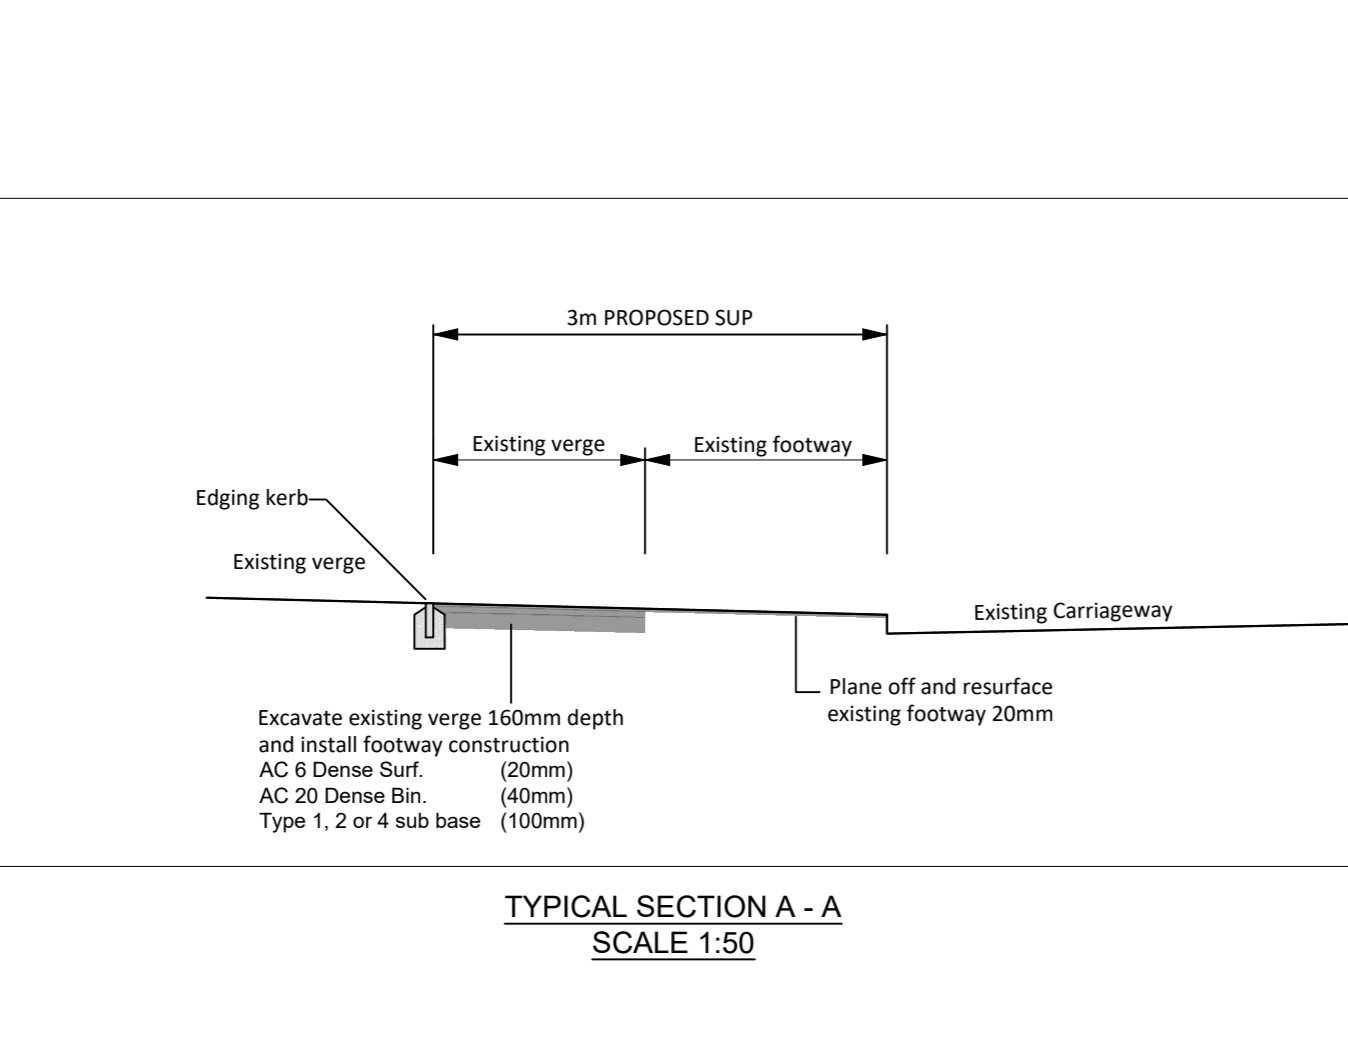 3m PROPOSED SUP
Existing verge
Existing footway
Edging kerb
Existing verge
Existing Carriageway
Plane off and resurface
existing footway 20mm
Excavate existing verge 160mm depth
and install footway construction
AC 6 Dense Surf. (20mm)
AC 20 Dense Bin. (40mm)
Type 1, 2 or 4 sub base (100mm)
TYPICAL SECTION A - A
SCALE 1:50